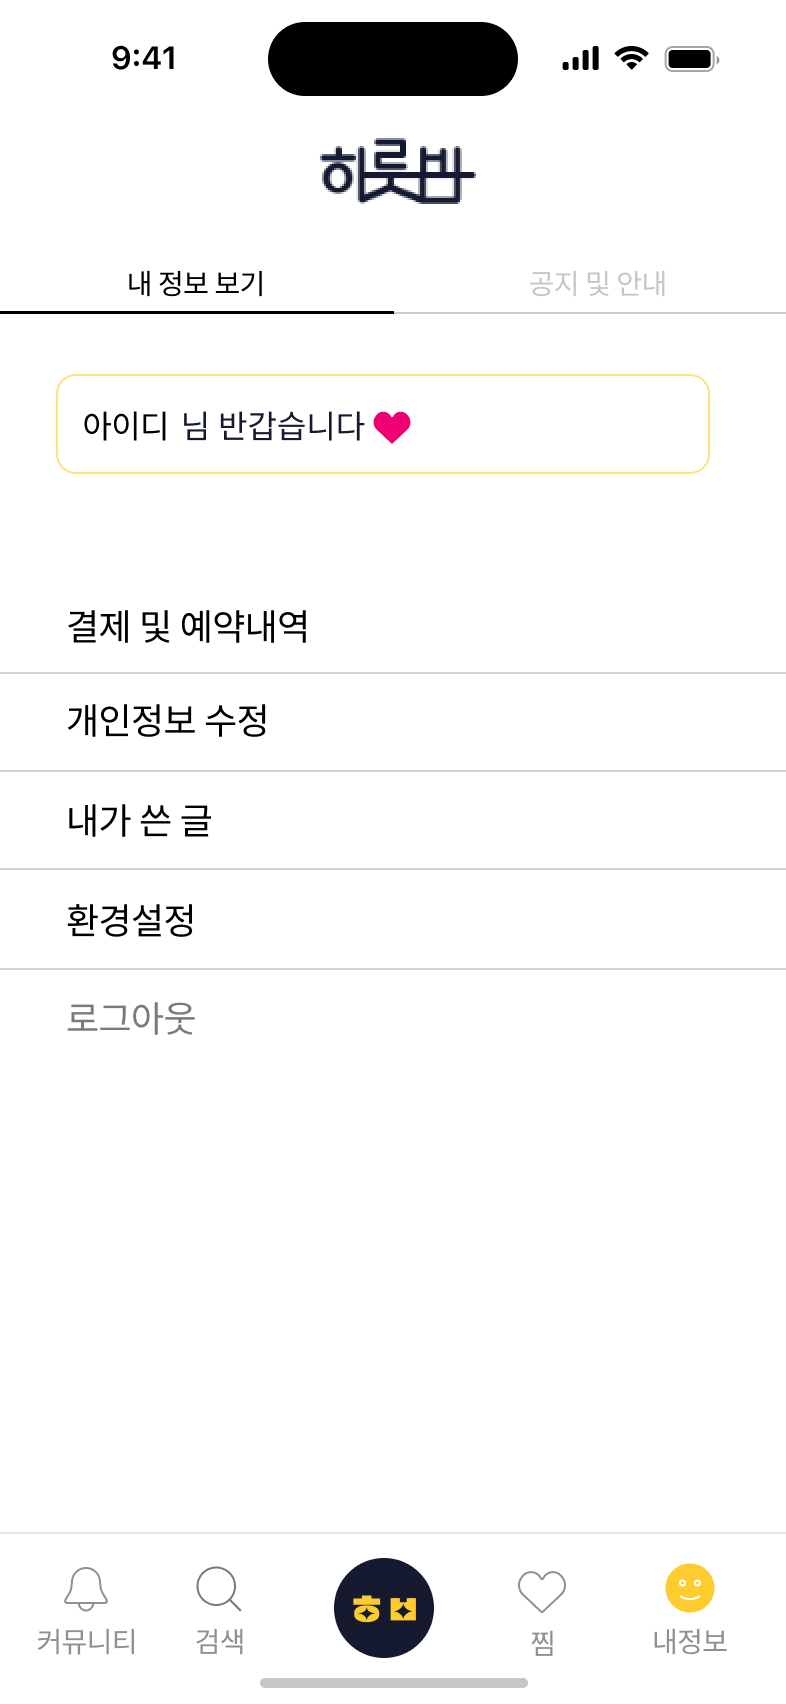 9:41
하룻밤
내 정보 보기
공지 및 안내
아이디 님 반갑습니다
결제 및 예약내역
개인정보 수정
내가 쓴 글
환경설정
로그아웃
ㅎㅂ
커뮤니티
검색
찜
내정보